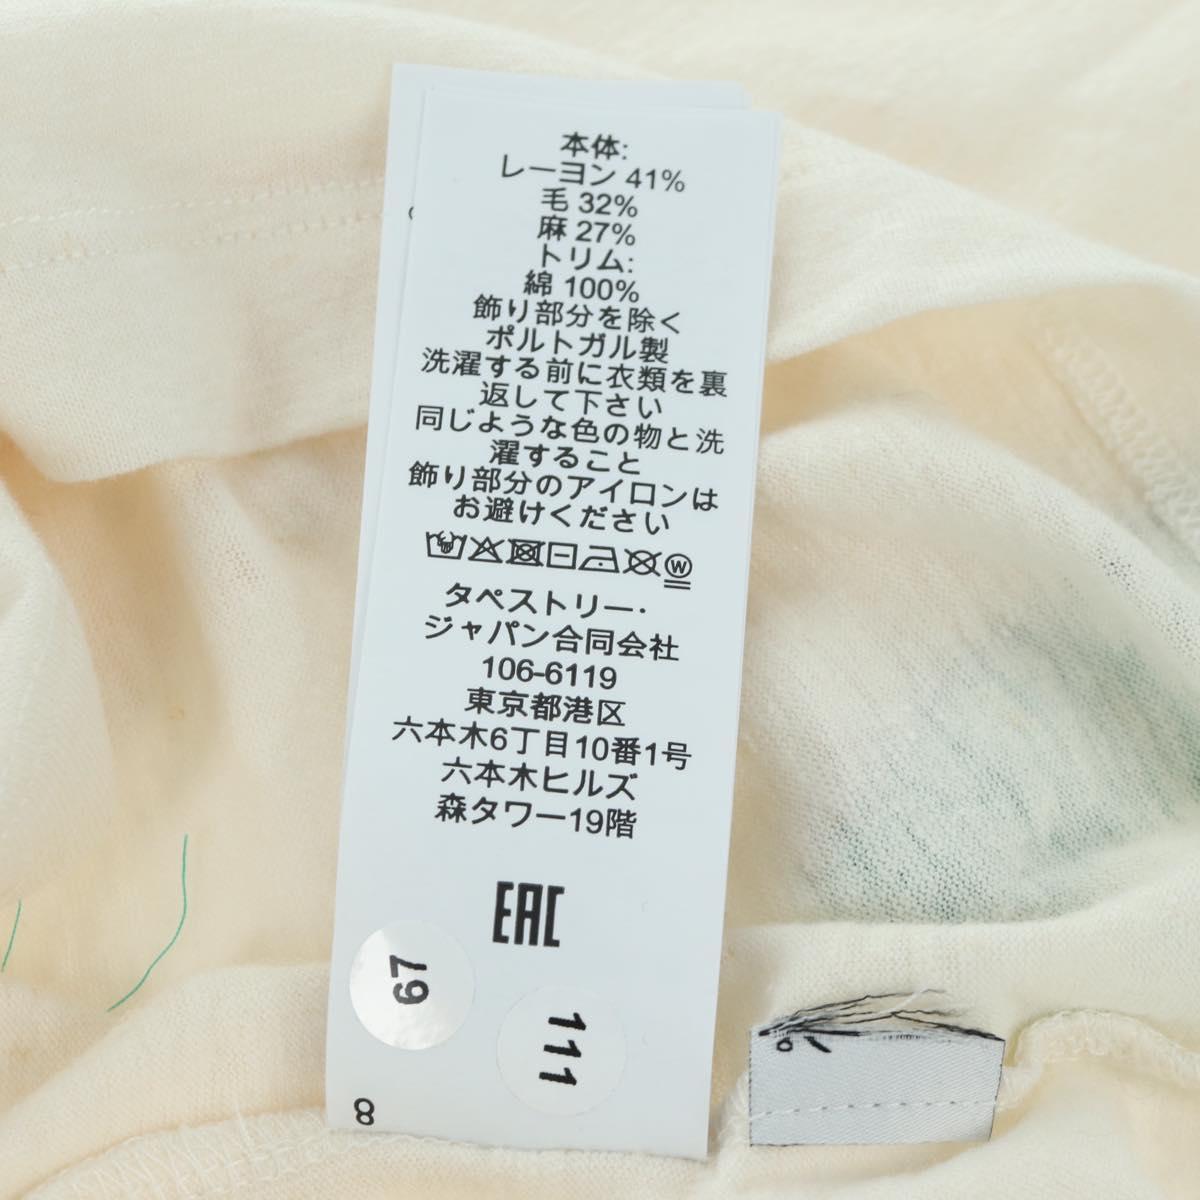 本体:
レーヨン 41%
毛 32%
麻 27%
トリム:
綿 100%
飾り部分を除く
ポルトガル製
洗濯する前に衣類を裏
返して下さい
同じような色の物と洗
濯すること
飾り部分のアイロンは
お避けください
W
タペストリー・
ジャパン合同会社
106-6119
東京都港区
六本木6丁目10番1号
六本木ヒルズ
森タワー19階
EAC
67
111
8